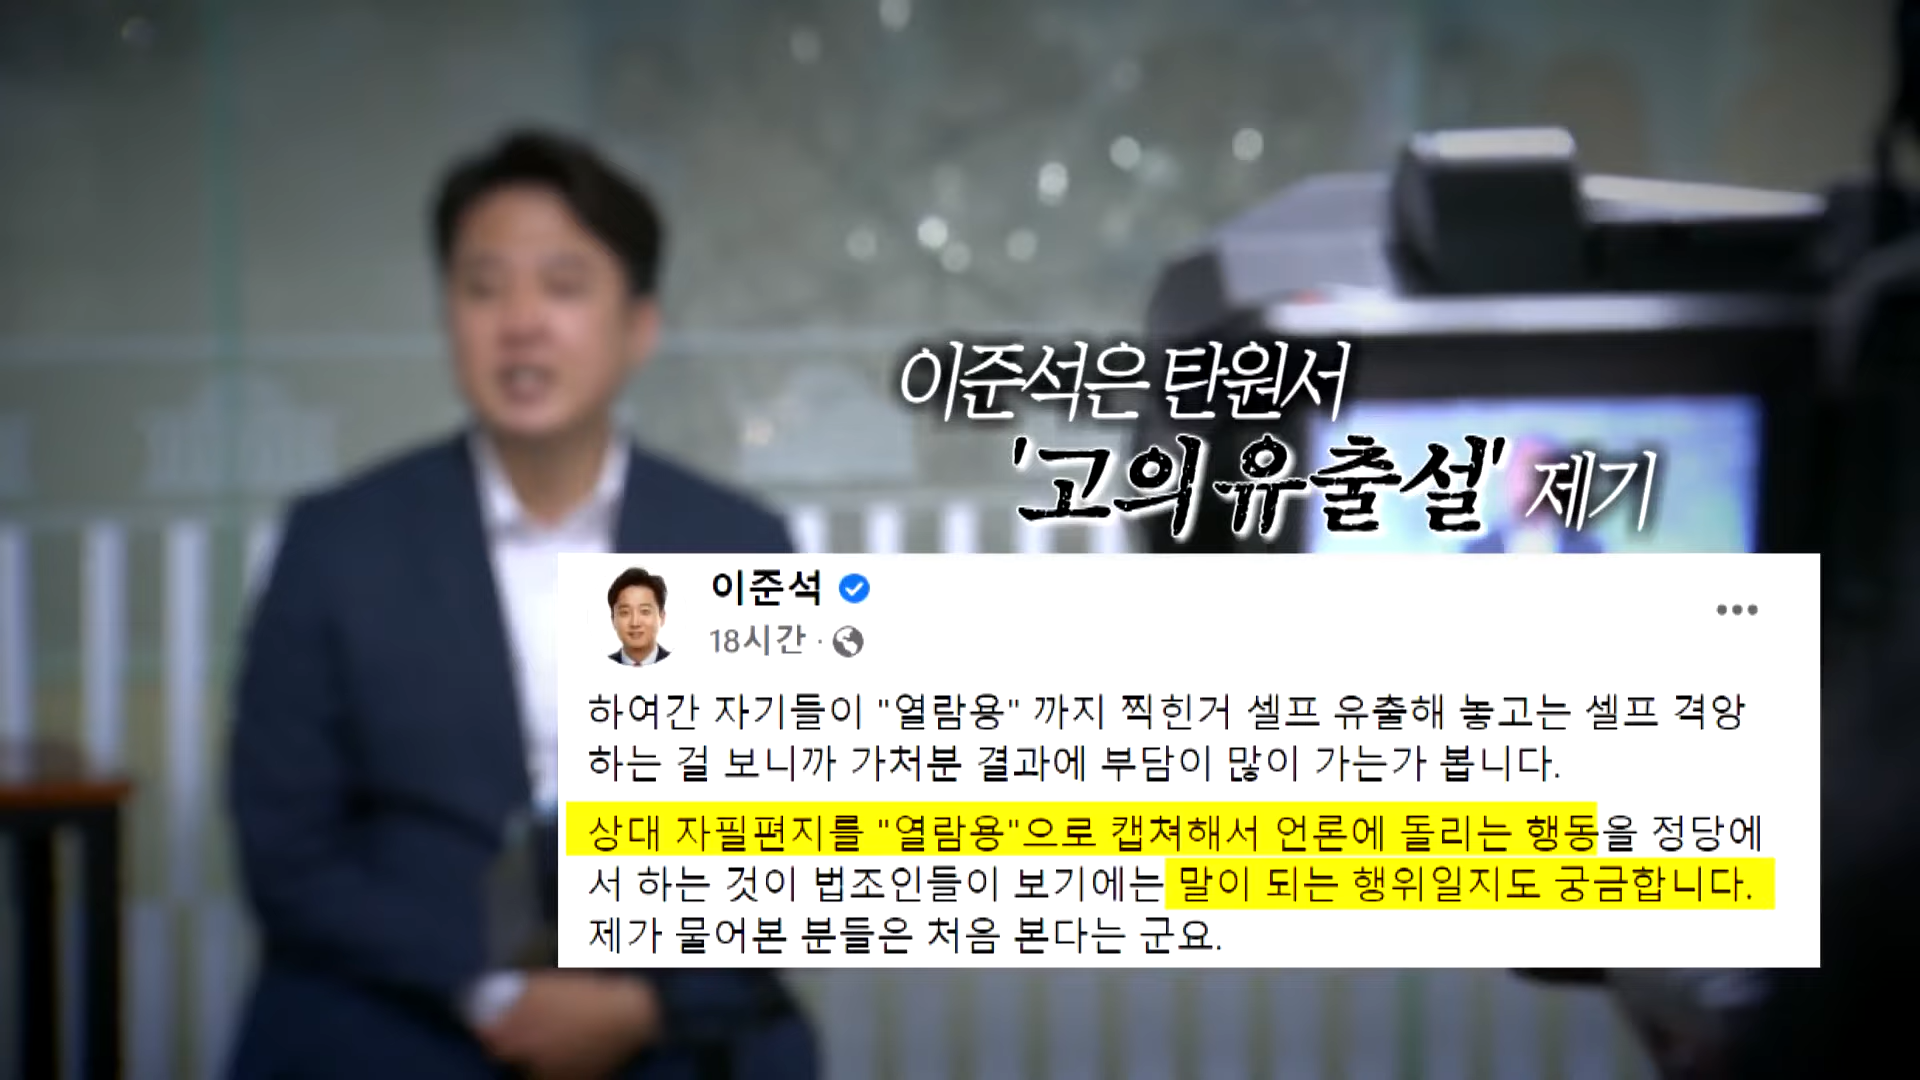 이준석은 탄원서
'고의 유출설' 제기
이준석
18시간 ·
하여간 자기들이 "열람용" 까지 찍힌거 셀프 유출해 놓고는 셀프 격앙
하는 걸 보니까 가처분 결과에 부담이 많이 가는가 봅니다.
상대 자필편지를 "열람용"으로 캡쳐해서 언론에 돌리는 행동을 정당에
서 하는 것이 법조인들이 보기에는 말이 되는 행위일지도 궁금합니다.
제가 물어본 분들은 처음 본다는 군요.